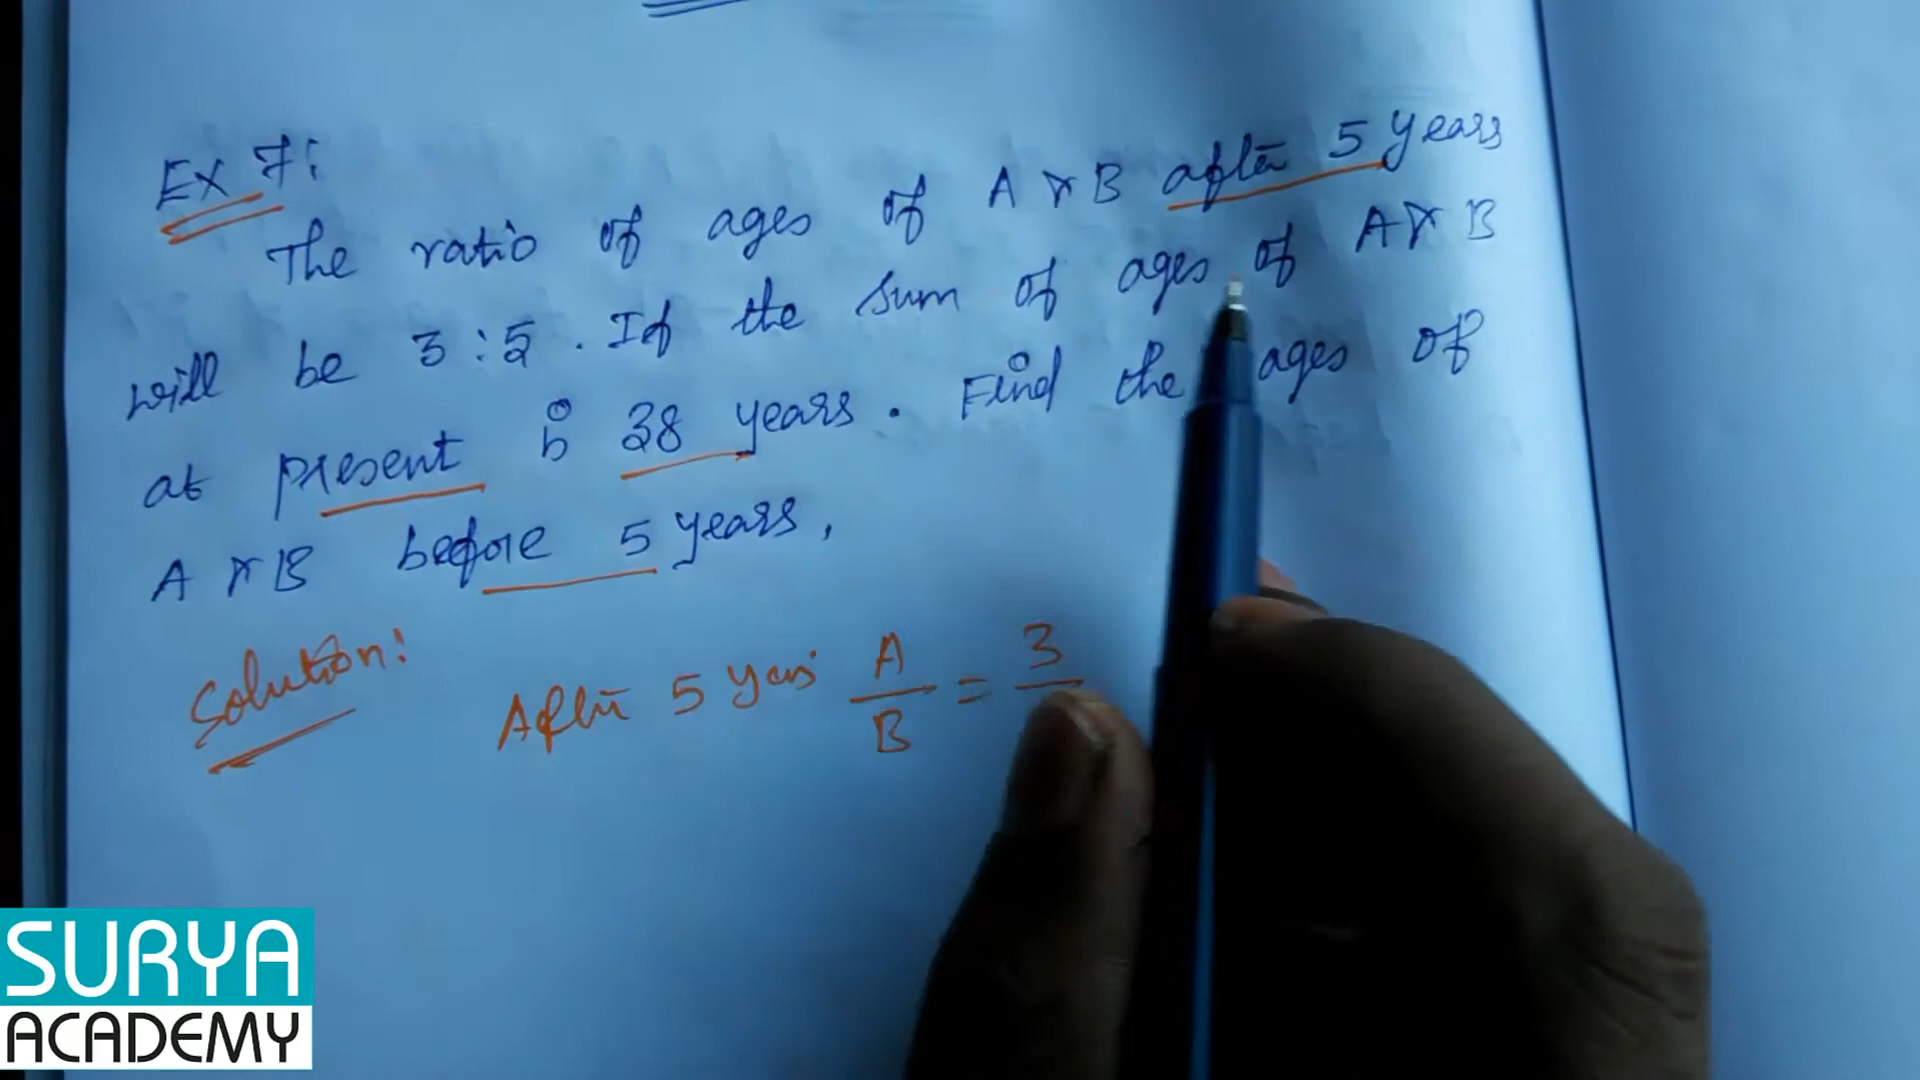 EX 7:
The ratio of ages of A & B after 5 years
will be 3:5. If the sum of ages of A & B
at present is 38 years. Find the ages of
A & B before 5 years,
Solution: After 5 years A/B = 3
SURYA
ACADEMY